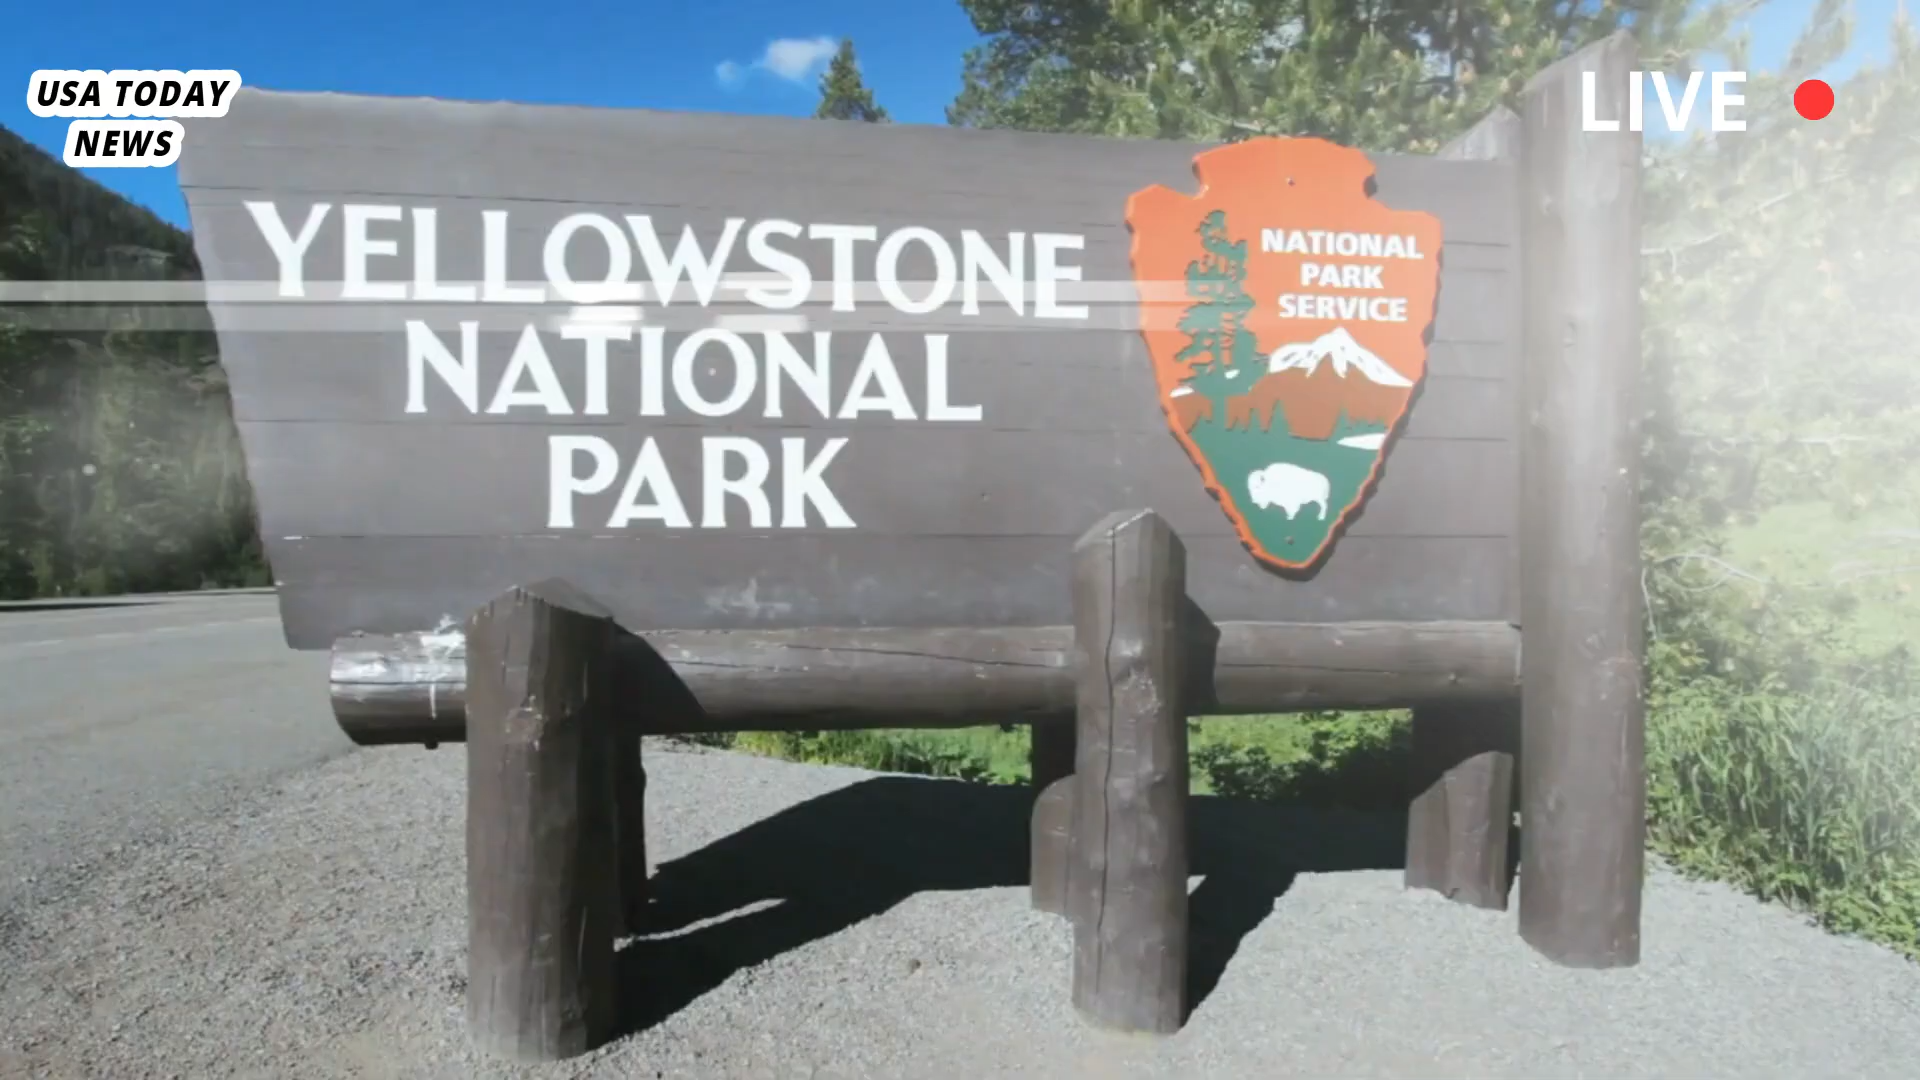 USA TODAY
NEWS
LIVE
YELLOWSTONE
NATIONAL
PARK
NATIONAL
PARK
SERVICE